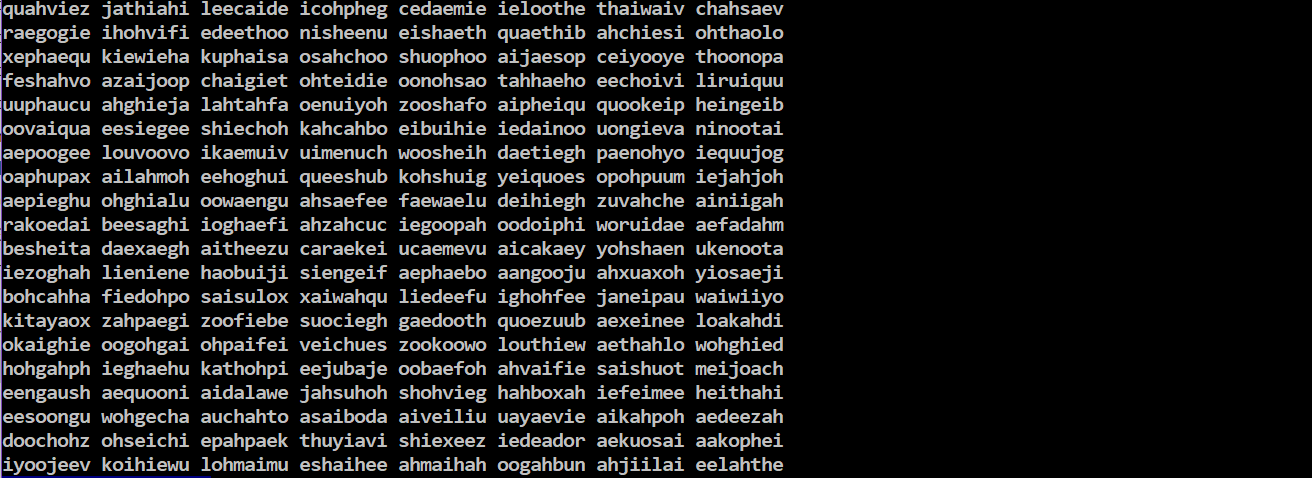 quahviez jathiahi leecaide icohpheg cedaemie ieloothe thaiwaiv chahsaev
raegogie ihohvifi edeethoo nisheenu eishaeth quaethib ahchiesi ohthaolo
xephaequ kiewieha kuphaisa osahchoo shuophoo aijaesop ceiyooye thoonopa
feshahvo azaijoop chaigiet ohteidie oonohsao tahhaeho eechoivi liruiquu
uuphaucu ahghieja lahtahfa oenuiyoh zooshafo aipheiqu quookeip heingeib
oovaiqua eesiegee shiechoh kahcahbo eibuihie iedainoo uongieva ninootai
aepoogee louvoovo ikaemuiv uimenuch woosheih daetiegh paenohyo iequujog
oaphupax ailahmoh eehoghui queeshub kohshuig yeiquoes opohpuum iejahjoh
aepieghu ohghialu oowaengu ahsaefee faewaelu deihiegh zuvahche ainiigah
rakoedai beesaghi ioghaefi ahzahcuc iegoopah oodoiphi woruidae aefadahm
besheita daexaegh aitheezu caraekei ucaemevu aicakaey yohshaen ukenoota
iezoghah lieniene haobuiji siengeif aephaebo aangooju ahxuaxoh yiosaeji
bohcahha fiedohpo saisulox xaiwahqu liedeefu ighohfee janeipau waiwiiyo
kitayaox zahpaegi zoofiebe suociegh gaedooth quoezuub aexeinee loakahdi
okaighie oogohgai ohpaifei veichues zookoowo louthiew aethahlo wohghied
hohgahph ieghaehu kathohpi eejubaje oobaefoh ahvaifie saishuot meijoach
eengaush aequooni aidalawe jahsuhoh shohvieg hahboxah iefeimee heithahi
eesoongu wohgecha auchahto asaiboda aiveiliu uayaevie aikahpoh aedeezah
doochohz ohseichi epahpaek thuyiavi shiexeez iedeador aekuosai aakophei
iyoojeev koihiewu lohmaimu eshaihee ahmaihah oogahbun ahjiilai eelahthe